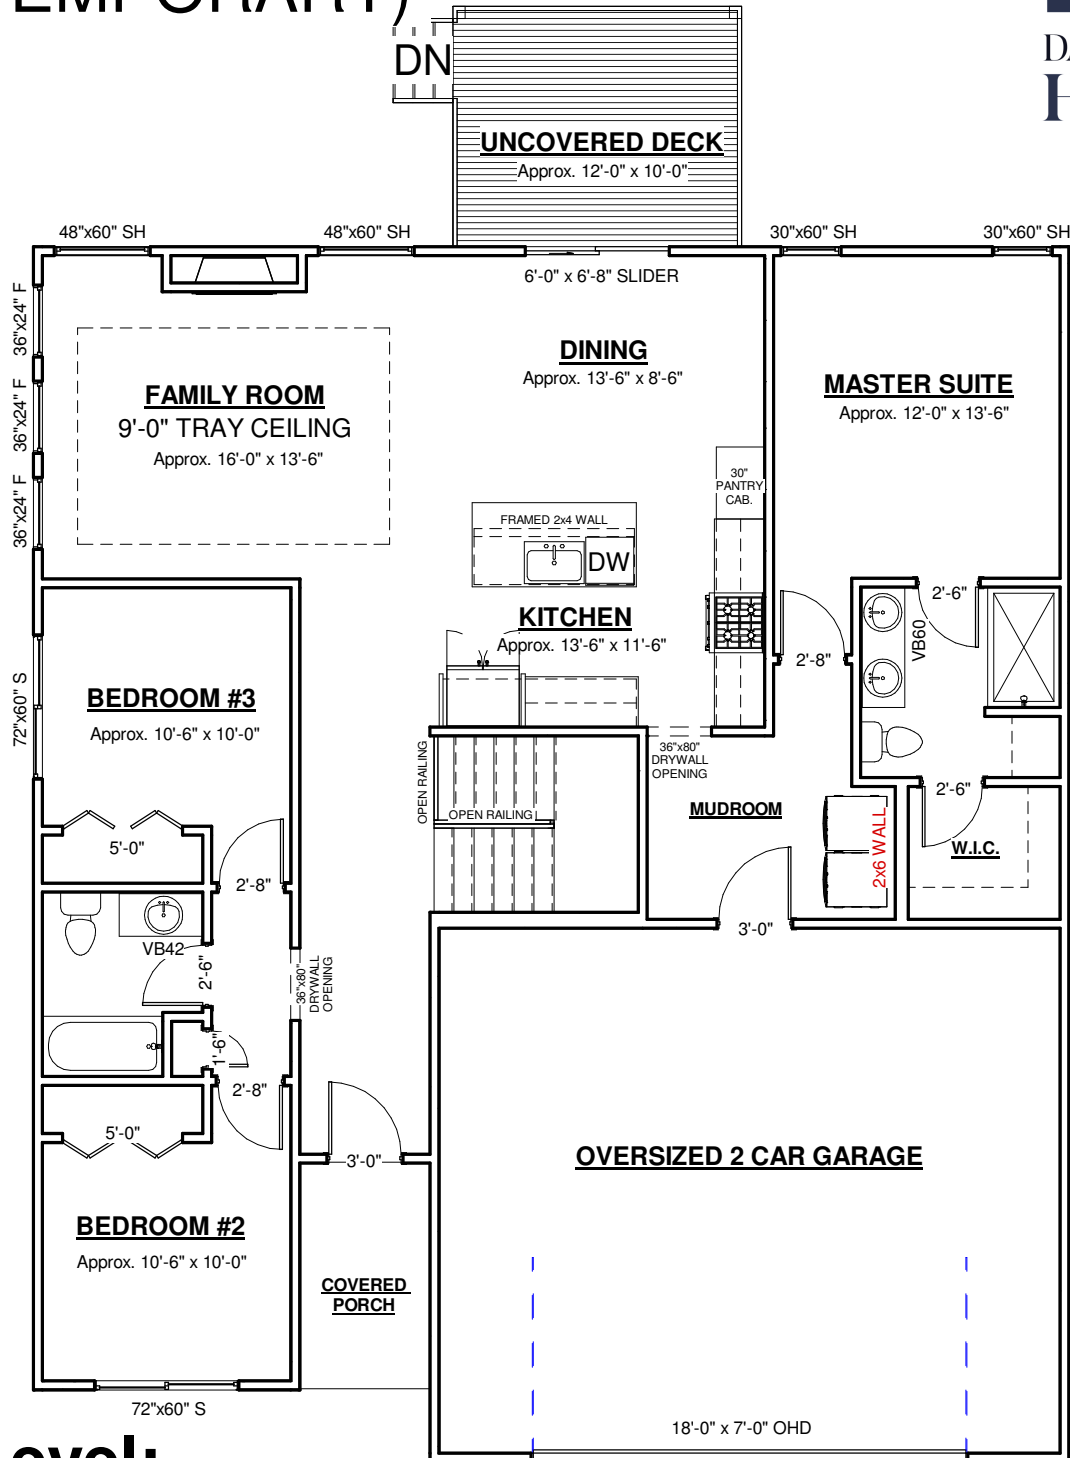 EMPORARY)
DN
DA
H
UNCOVERED DECK
Approx. 12'-0" x 10'-0"
48"x60" SH
48"x60" SH
30"x60" SH
30"x60" SH
6'-0" x 6'-8" SLIDER
36"x24" F
36"x24" F
36"x24" F
FAMILY ROOM
9'-0" TRAY CEILING
Approx. 16'-0" x 13'-6"
DINING
Approx. 13'-6" x 8'-6"
MASTER SUITE
Approx. 12'-0" x 13'-6"
30"
PANTRY
CAB.
FRAMED 2x4 WALL
DW
KITCHEN
Approx. 13'-6" x 11'-6"
2'-6"
VB60
2'-8"
72"x60" S
BEDROOM #3
Approx. 10'-6" x 10'-0"
36"x80"
DRYWALL
OPENING
OPEN RAILING
OPEN RAILING
MUDROOM
2'-6"
2x6 WALL
W.I.C.
5'-0"
2'-8"
3'-0"
VB42
2'-6"
36"x80"
DRYWALL
OPENING
1'-6"
2'-8"
5'-0"
3'-0"
OVERSIZED 2 CAR GARAGE
BEDROOM #2
Approx. 10'-6" x 10'-0"
COVERED
PORCH
72"x60" S
18'-0" x 7'-0" OHD
evel: